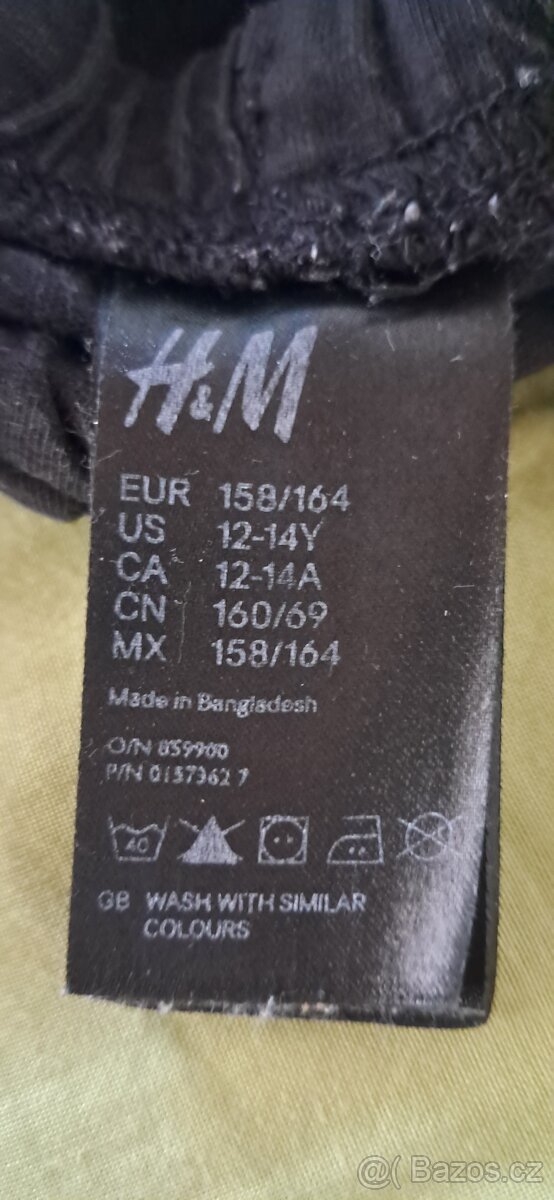 H&M
EUR 158/164
US 12-14Y
CA 12-14A
CN 160/69
MX 158/164
Made in Bangladesh
O/N 859900
P/N 0157362 7
40
GB WASH WITH SIMILAR
COLOURS
@( Bazos.cz